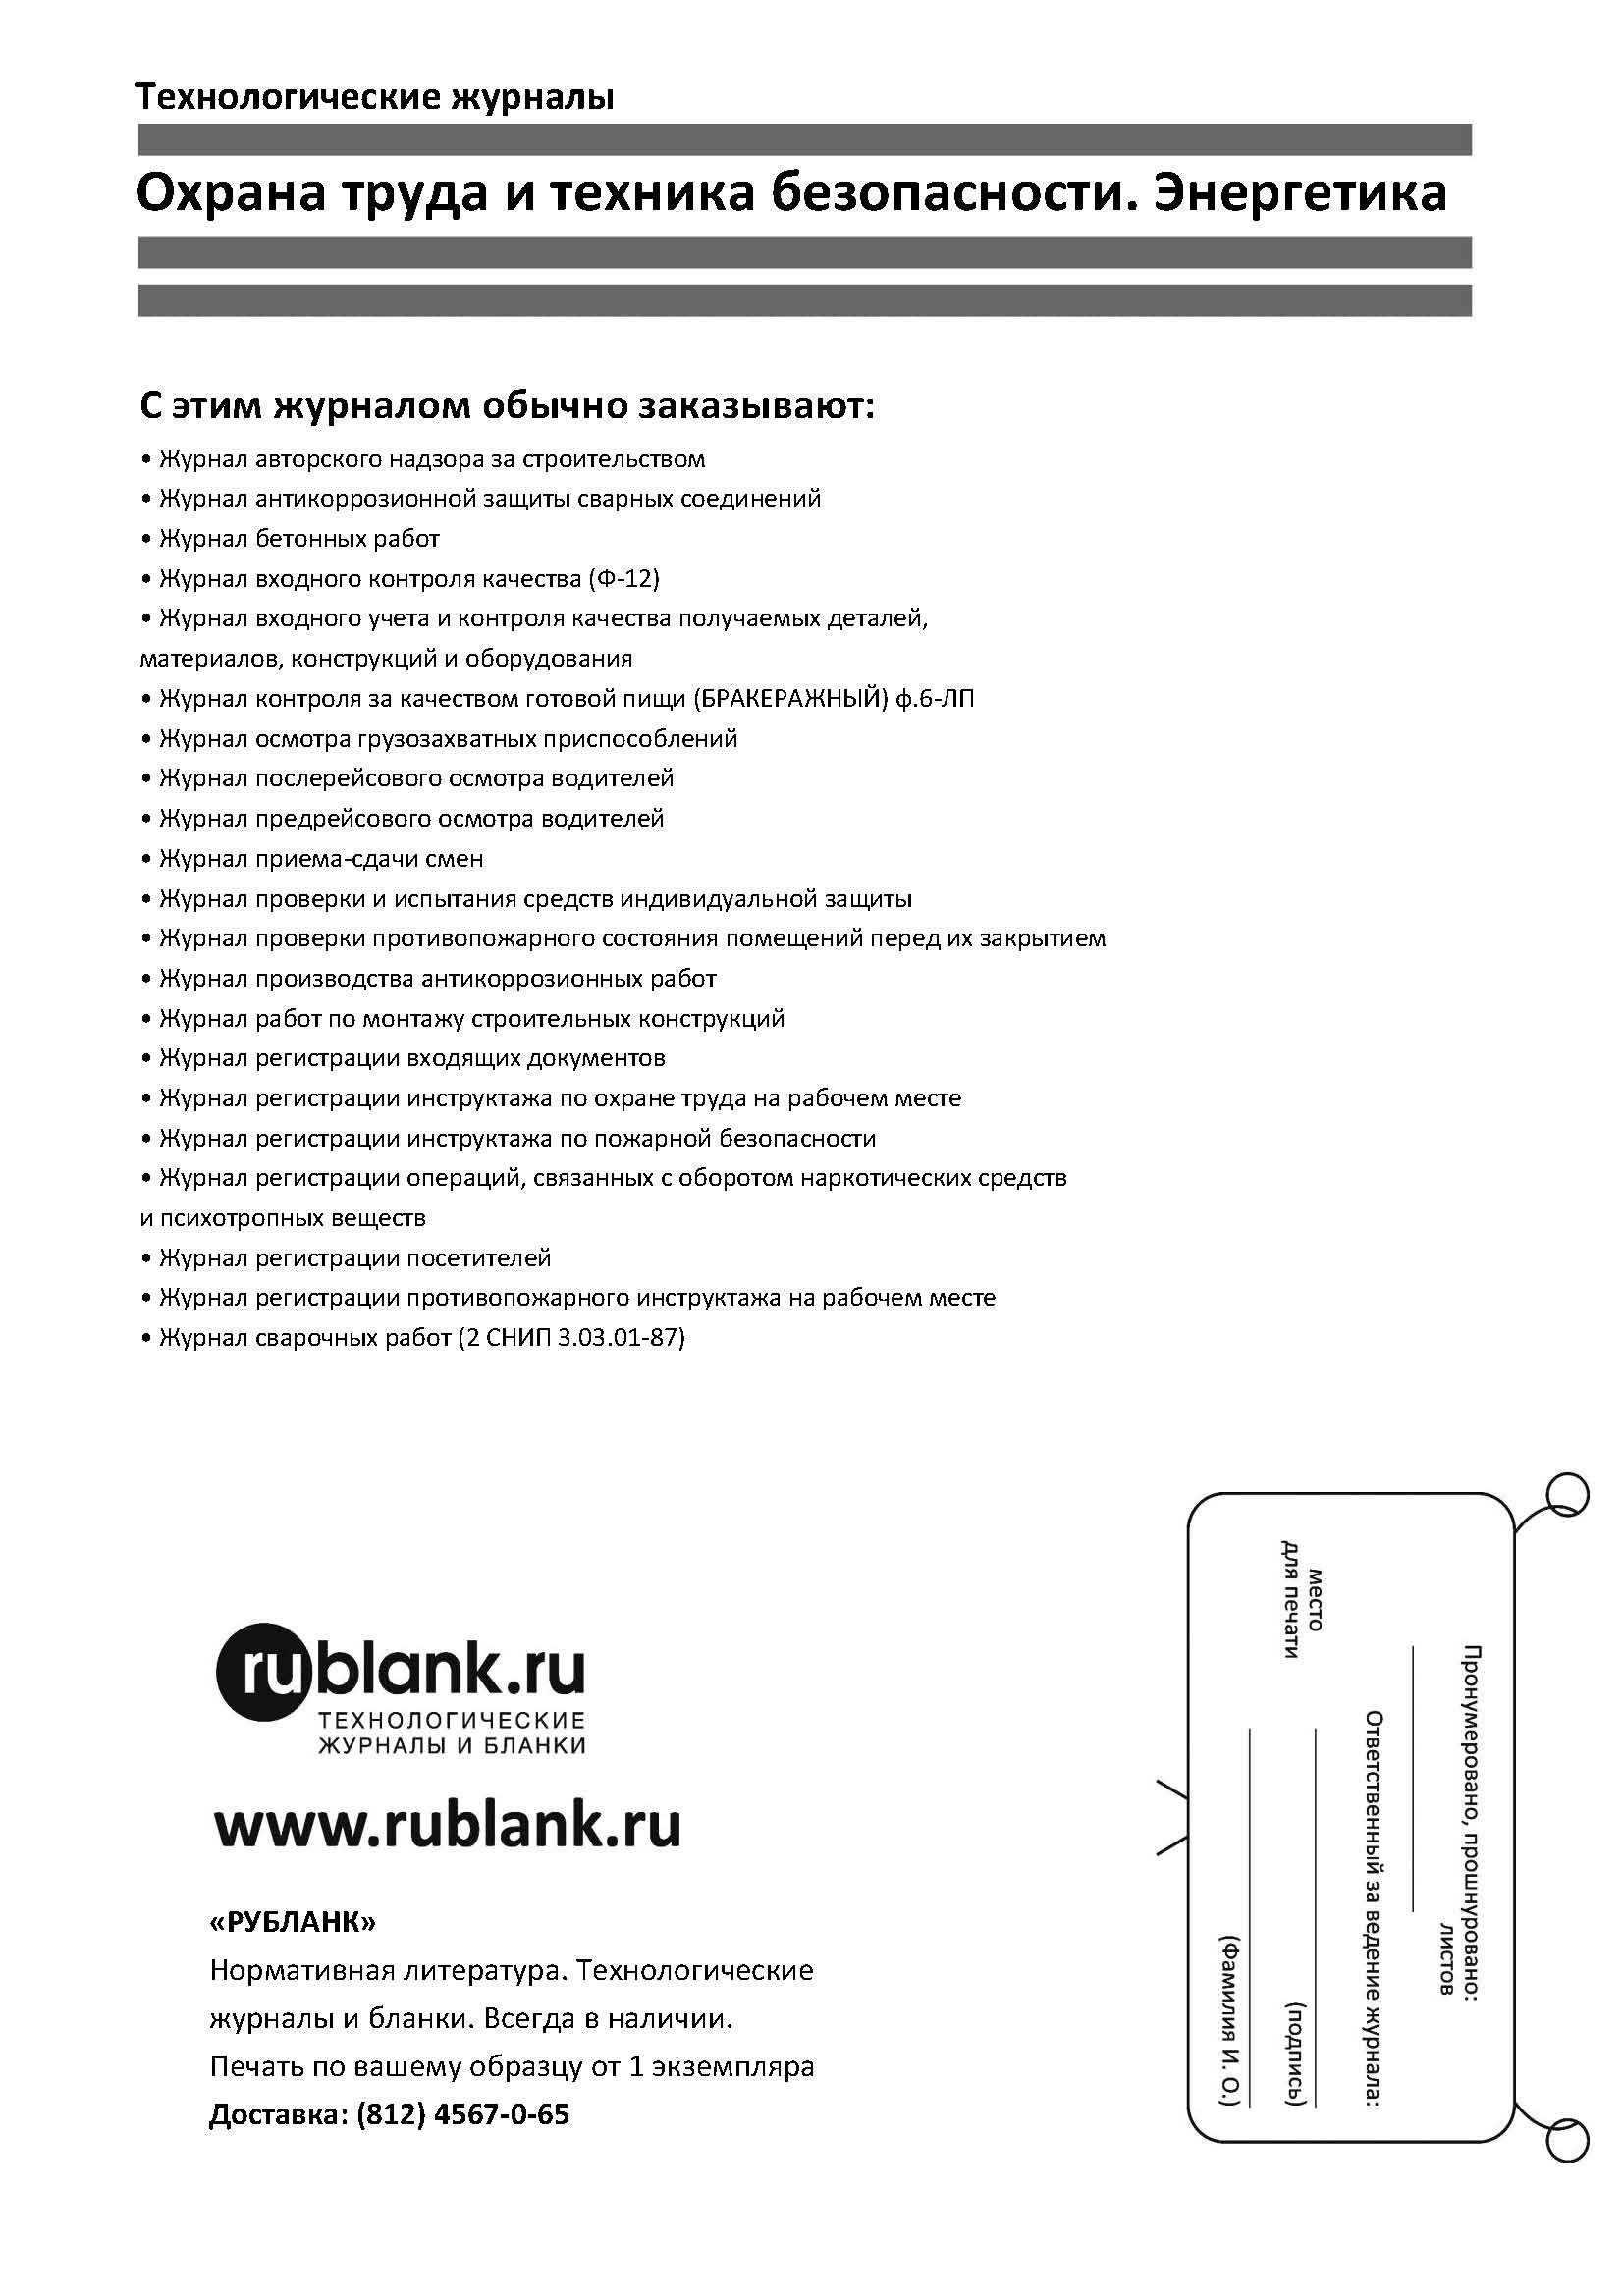 Технологические журналы
Охрана труда и техника безопасности. Энергетика
С этим журналом обычно заказывают:
• Журнал авторского надзора за строительством
• Журнал антикоррозионной защиты сварных соединений
• Журнал бетонных работ
• Журнал входного контроля качества (Ф-12)
• Журнал входного учета и контроля качества получаемых деталей,
материалов, конструкций и оборудования
• Журнал контроля за качеством готовой пищи (БРАКЕРАЖНЫЙ) ф.6-ЛП
• Журнал осмотра грузозахватных приспособлений
• Журнал послерейсового осмотра водителей
• Журнал предрейсового осмотра водителей
• Журнал приема-сдачи смен
• Журнал проверки и испытания средств индивидуальной защиты
• Журнал проверки противопожарного состояния помещений перед их закрытием
• Журнал производства антикоррозионных работ
• Журнал работ по монтажу строительных конструкций
• Журнал регистрации входящих документов
• Журнал регистрации инструктажа по охране труда на рабочем месте
• Журнал регистрации инструктажа по пожарной безопасности
• Журнал регистрации операций, связанных с оборотом наркотических средств
и психотропных веществ
• Журнал регистрации посетителей
• Журнал регистрации противопожарного инструктажа на рабочем месте
• Журнал сварочных работ (2 СНИП 3.03.01-87)
rublank.ru
ТЕХНОЛОГИЧЕСКИЕ
ЖУРНАЛЫ И БЛАНКИ
www.rublank.ru
«РУБЛАНК»
Нормативная литература. Технологические
журналы и бланки. Всегда в наличии.
Печать по вашему образцу от 1 экземпляра
Доставка: (812) 4567-0-65
Пронумеровано, прошнуровано:
листов
Ответственный за ведение журнала:
место
для печати
(подпись)
(Фамилия И. О.)